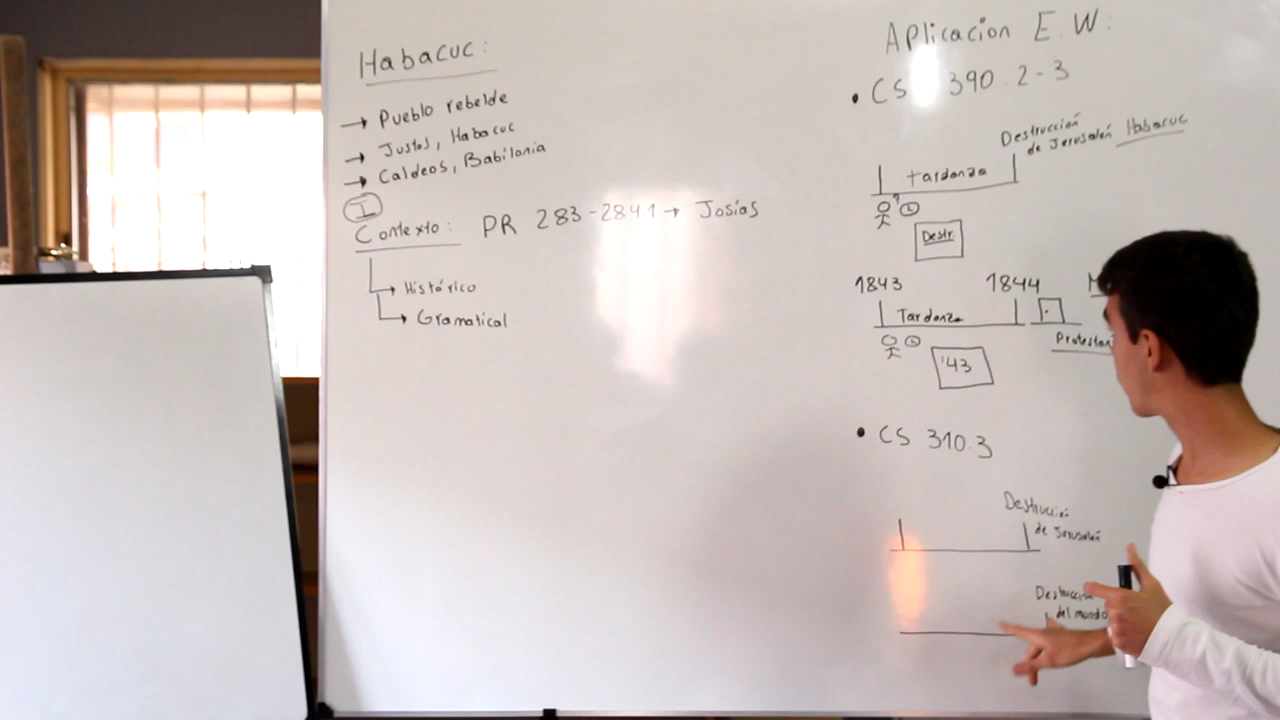 Habacuc:
→ Pueblo rebelde
→ Justos, Habacuc
→ Caldeos, Babilonia
I
Contexto: PR 283-284 1 → Josías
→ Histórico
→ Gramatical
Aplicacion E.W:
• CS 390.2-3
Destrucción
de Jerusalén Habacuc
Tardanza
?
Destr.
1843 1844
Tardanza
Protestan
'43
• CS 310.3
Destrucción
de Jerusalén
Destrucci
del mundo